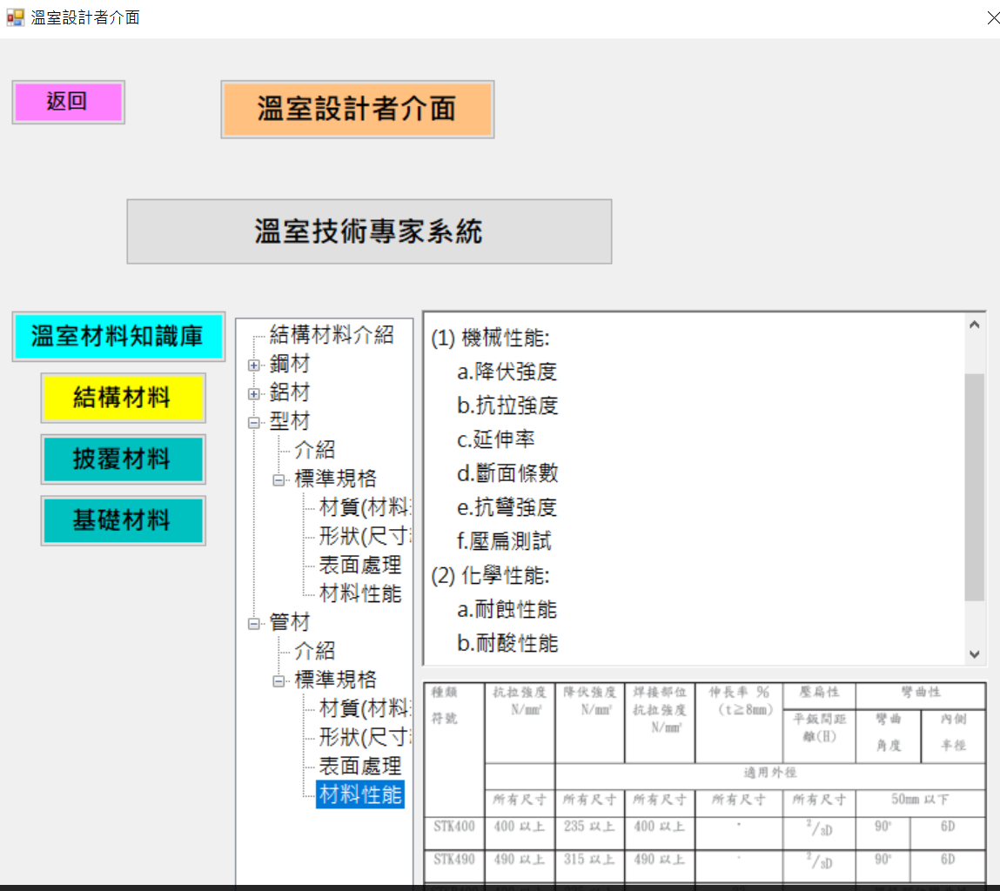 溫室設計者介面
返回
溫室設計者介面
溫室技術專家系統
溫室材料知識庫
結構材料
披覆材料
基礎材料
結構材料介紹
鋼材
鋁材
型材
介紹
標準規格
材質(材料
形狀(尺寸
表面處理
材料性能
管材
介紹
標準規格
材質(材料
形狀(尺寸
表面處理
材料性能
(1) 機械性能:
a.降伏強度
b.抗拉強度
c.延伸率
d.斷面條數
e.抗彎強度
f.壓扁測試
(2) 化學性能:
a.耐蝕性能
b.耐酸性能
種類 抗拉強度 降伏強度 焊接部位 伸長率 % 壓扁性 彎曲性
符號 N/mm² N/mm² 抗拉強度 (t≧8mm) 平鈑間距 彎曲 內側
N/mm² 離(H) 角度 半徑
適用外徑
所有尺寸 所有尺寸 所有尺寸 所有尺寸 所有尺寸 50mm 以下
STK400 400 以上 235 以上 400 以上 - 2/3D 90° 6D
STK490 490 以上 315 以上 490 以上 - 2/3D 90° 6D